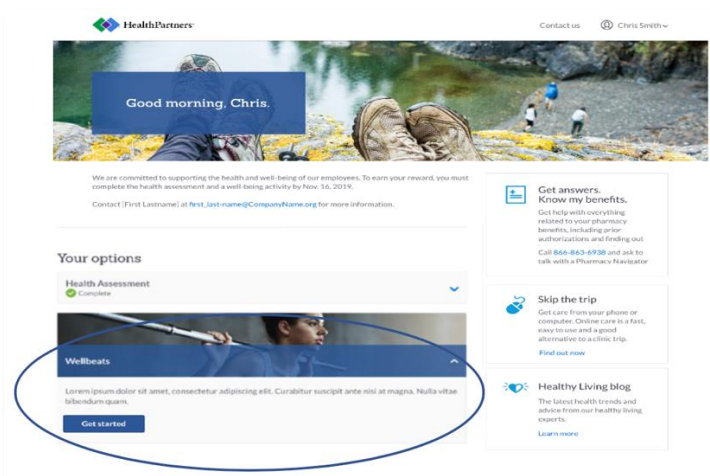 HealthPartners
Contact us
Chris Smith
Good morning, Chris.
We are committed to supporting the health and well-being of our employees. To earn your reward, you must
complete the health assessment and a well-being activity by Nov. 16, 2019.
Contact [First Lastname] at first_last-name@CompanyName.org for more information.
Your options
Health Assessment
Complete
Wellbeats
Lorem ipsum dolor sit amet, consectetur adipiscing elit. Curabitur suscipit ante nisi at magna. Nulla vitae
bibendum quam.
Get started
Get answers.
Know my benefits.
Get help with everything
related to your pharmacy
benefits, including prior
authorizations and finding out
Call 866-863-6938 and ask to
talk with a Pharmacy Navigator
Skip the trip
Get care from your phone or
computer. Online care is a fast,
easy to use and a good
alternative to a clinic trip.
Find out now
Healthy Living blog
The latest health trends and
advice from our healthy living
experts.
Learn more